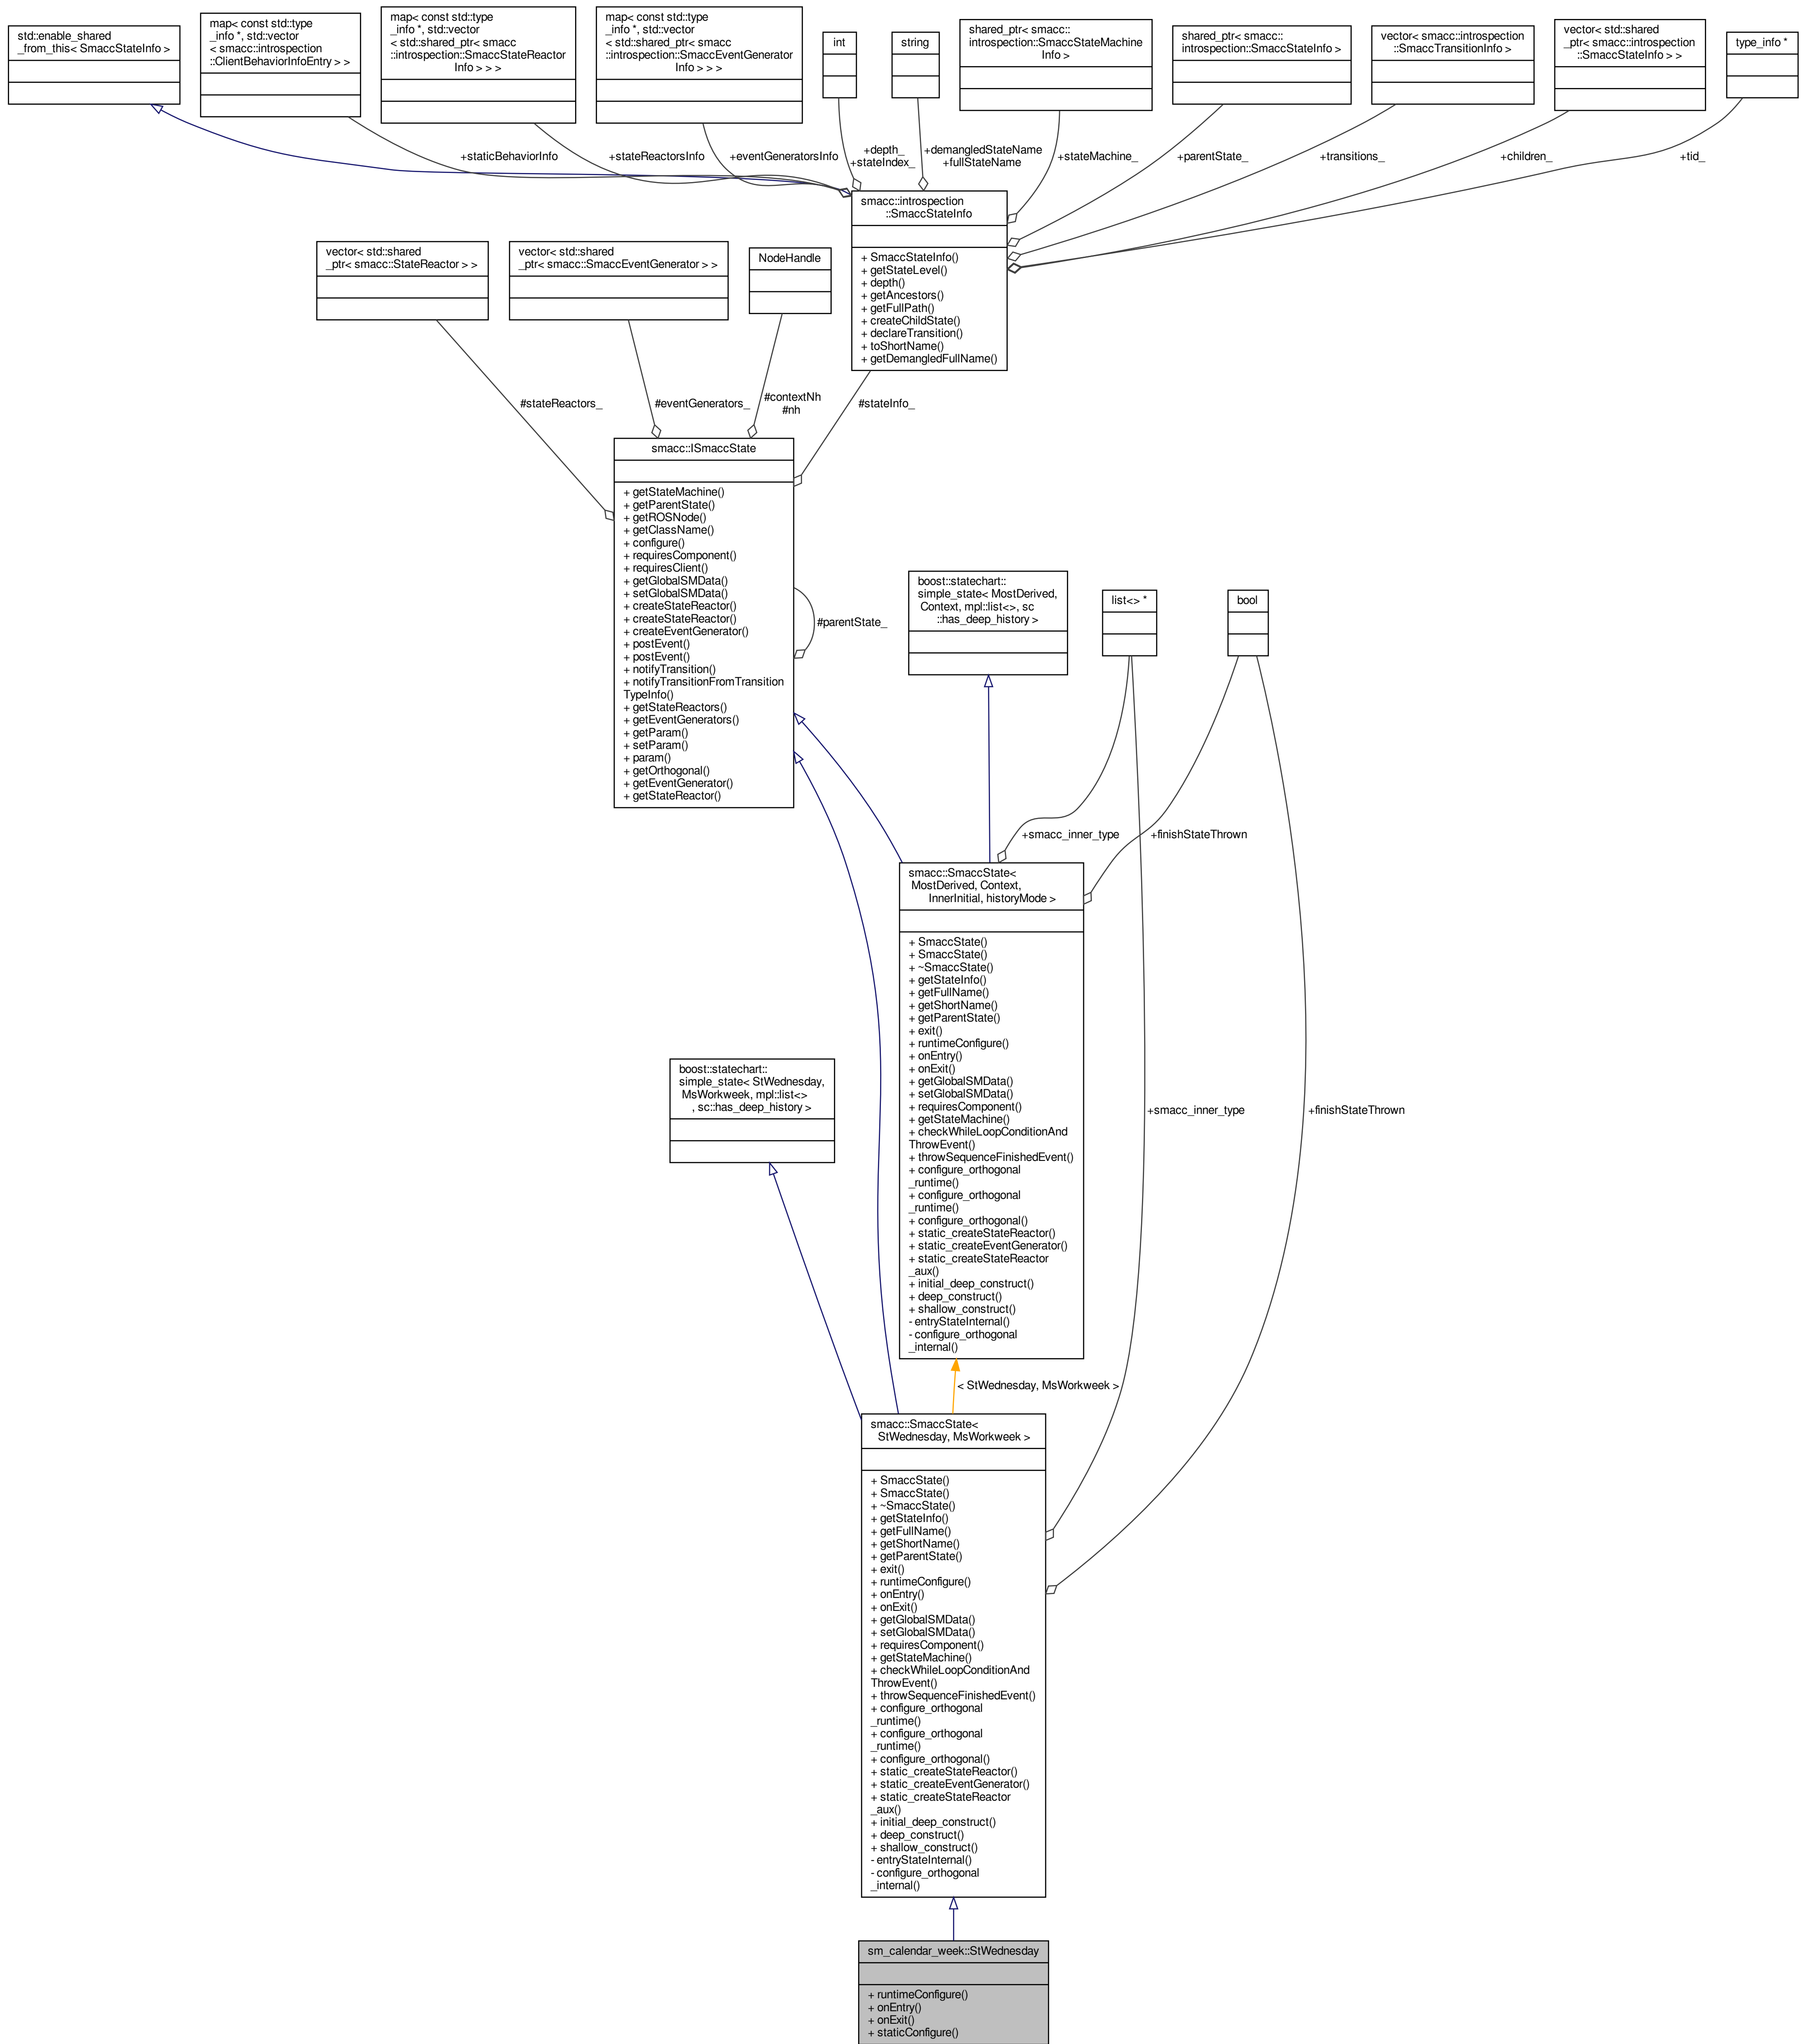 std::enable_shared
_from_this< SmaccStateInfo >
map< const std::type
_info *, std::vector
< smacc::introspection
::ClientBehaviorInfoEntry > >
map< const std::type
_info *, std::vector
< std::shared_ptr< smacc
::introspection::SmaccStateReactor
Info > > >
map< const std::type
_info *, std::vector
< std::shared_ptr< smacc
::introspection::SmaccEventGenerator
Info > > >
int
string
shared_ptr< smacc::
introspection::SmaccStateMachine
Info >
shared_ptr< smacc::
introspection::SmaccStateInfo >
vector< smacc::introspection
::SmaccTransitionInfo >
vector< std::shared
_ptr< smacc::introspection
::SmaccStateInfo > >
type_info *
+staticBehaviorInfo
+stateReactorsInfo
+eventGeneratorsInfo
+depth_
+stateIndex_
+demangledStateName
+fullStateName
+stateMachine_
+parentState_
+transitions_
+children_
+tid_
smacc::introspection
::SmaccStateInfo
+ SmaccStateInfo()
+ getStateLevel()
+ depth()
+ getAncestors()
+ getFullPath()
+ createChildState()
+ declareTransition()
+ toShortName()
+ getDemangledFullName()
vector< std::shared
_ptr< smacc::StateReactor > >
vector< std::shared
_ptr< smacc::SmaccEventGenerator > >
NodeHandle
#stateReactors_
#eventGenerators_
#contextNh
#nh
#stateInfo_
smacc::ISmaccState
+ getStateMachine()
+ getParentState()
+ getROSNode()
+ getClassName()
+ configure()
+ requiresComponent()
+ requiresClient()
+ getGlobalSMData()
+ setGlobalSMData()
+ createStateReactor()
+ createStateReactor()
+ createEventGenerator()
+ postEvent()
+ postEvent()
+ notifyTransition()
+ notifyTransitionFromTransition
TypeInfo()
+ getStateReactors()
+ getEventGenerators()
+ getParam()
+ setParam()
+ param()
+ getOrthogonal()
+ getEventGenerator()
+ getStateReactor()
#parentState_
boost::statechart::
simple_state< MostDerived,
Context, mpl::list<>, sc
::has_deep_history >
list<> *
bool
+smacc_inner_type
+finishStateThrown
smacc::SmaccState<
MostDerived, Context,
InnerInitial, historyMode >
+ SmaccState()
+ SmaccState()
+ ~SmaccState()
+ getStateInfo()
+ getFullName()
+ getShortName()
+ getParentState()
+ exit()
+ runtimeConfigure()
+ onEntry()
+ onExit()
+ getGlobalSMData()
+ setGlobalSMData()
+ requiresComponent()
+ getStateMachine()
+ checkWhileLoopConditionAnd
ThrowEvent()
+ throwSequenceFinishedEvent()
+ configure_orthogonal
_runtime()
+ configure_orthogonal
_runtime()
+ configure_orthogonal()
+ static_createStateReactor()
+ static_createEventGenerator()
+ static_createStateReactor
_aux()
+ initial_deep_construct()
+ deep_construct()
+ shallow_construct()
- entryStateInternal()
- configure_orthogonal
_internal()
boost::statechart::
simple_state< StWednesday,
MsWorkweek, mpl::list<>
, sc::has_deep_history >
+smacc_inner_type
+finishStateThrown
< StWednesday, MsWorkweek >
smacc::SmaccState<
StWednesday, MsWorkweek >
+ SmaccState()
+ SmaccState()
+ ~SmaccState()
+ getStateInfo()
+ getFullName()
+ getShortName()
+ getParentState()
+ exit()
+ runtimeConfigure()
+ onEntry()
+ onExit()
+ getGlobalSMData()
+ setGlobalSMData()
+ requiresComponent()
+ getStateMachine()
+ checkWhileLoopConditionAnd
ThrowEvent()
+ throwSequenceFinishedEvent()
+ configure_orthogonal
_runtime()
+ configure_orthogonal
_runtime()
+ configure_orthogonal()
+ static_createStateReactor()
+ static_createEventGenerator()
+ static_createStateReactor
_aux()
+ initial_deep_construct()
+ deep_construct()
+ shallow_construct()
- entryStateInternal()
- configure_orthogonal
_internal()
sm_calendar_week::StWednesday
+ runtimeConfigure()
+ onEntry()
+ onExit()
+ staticConfigure()